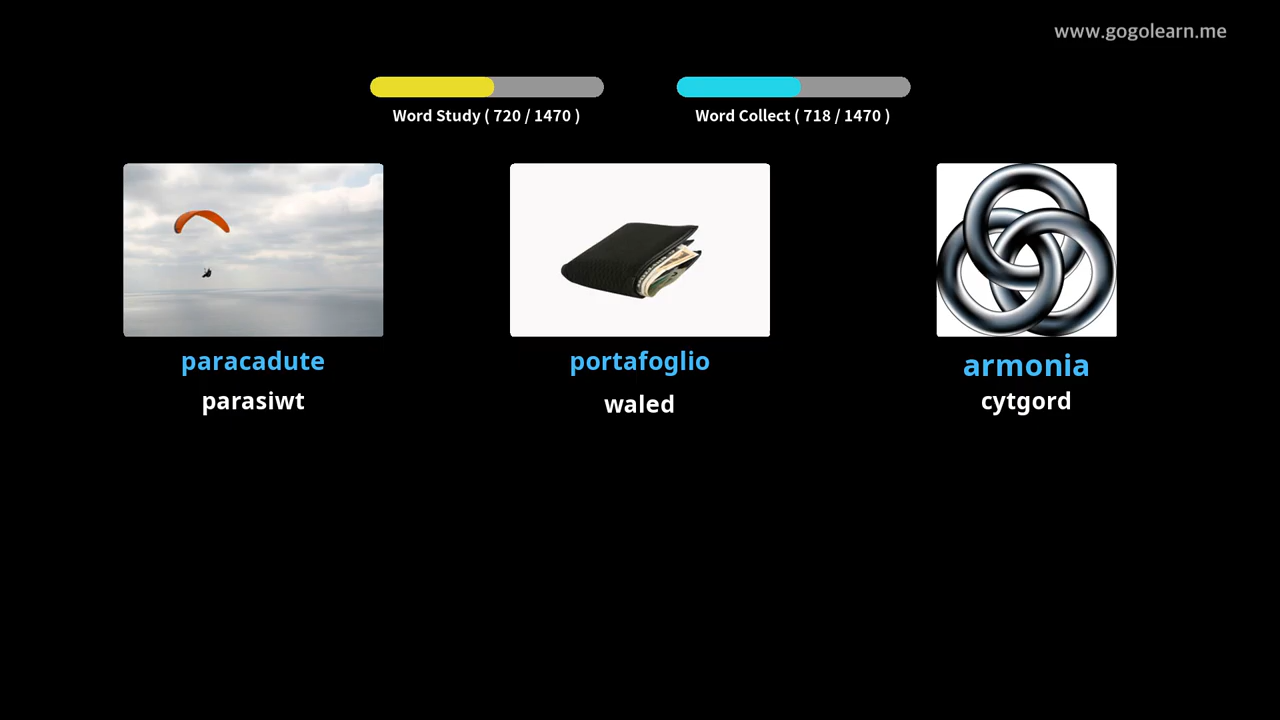 www.gogolearn.me
Word Study ( 720 / 1470 )
Word Collect ( 718 / 1470 )
paracadute
portafoglio
armonia
parasiwt
waled
cytgord